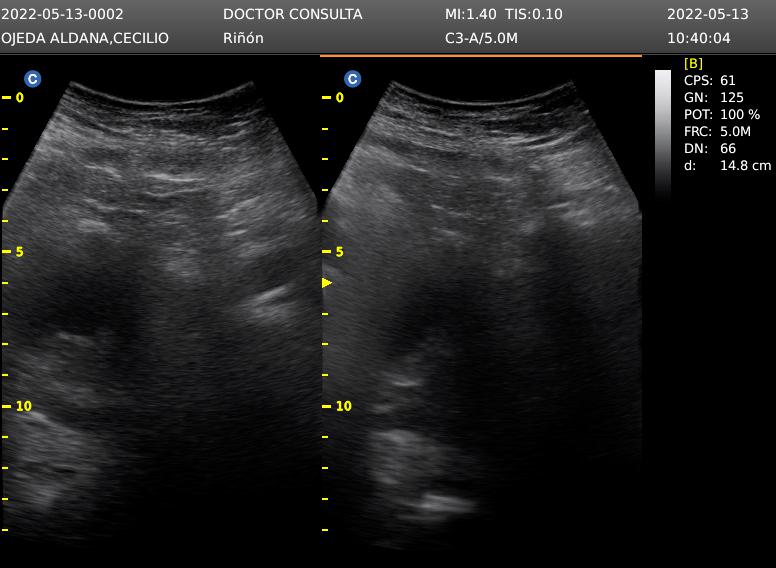 2022-05-13-0002 DOCTOR CONSULTA MI:1.40 TIS:0.10 2022-05-13
OJEDA ALDANA,CECILIO Riñón C3-A/5.0M 10:40:04
[B]
CPS: 61
GN: 125
POT: 100 %
FRC: 5.0M
DN: 66
d: 14.8 cm
C
0
5
10
C
0
5
10